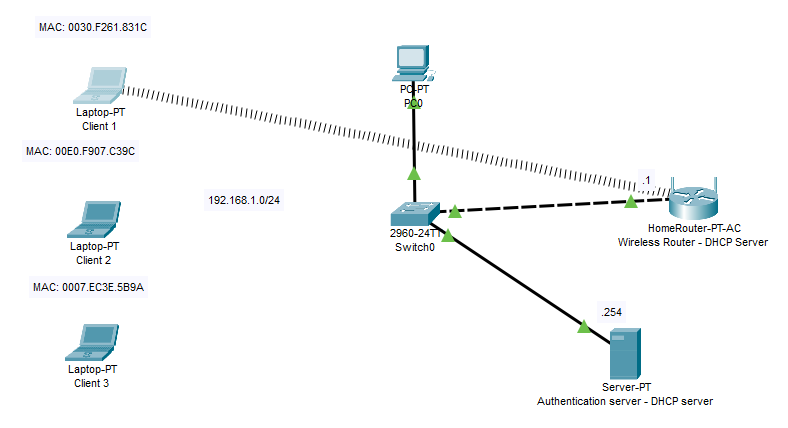 MAC: 0030.F261.831C
Laptop-PT
Client 1
PC-PT
PC0
MAC: 00E0.F907.C39C
192.168.1.0/24
.1
HomeRouter-PT-AC
Wireless Router - DHCP Server
2960-24TT
Switch0
Laptop-PT
Client 2
MAC: 0007.EC3E.5B9A
.254
Laptop-PT
Client 3
Server-PT
Authentication server - DHCP server